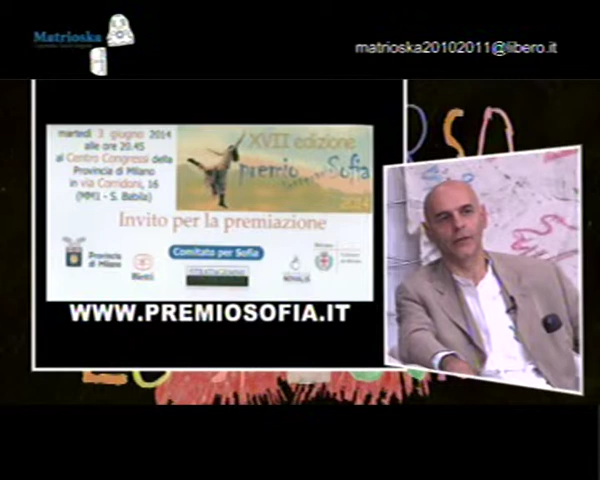 Matrioska
matrioska20102011@libero.it
martedì 3 giugno 2014
alle ore 20.45
al Centro Congressi della
Provincia di Milano
in via Corridoni, 16
(MM1 - S. Babila)
XVII edizione
premio Sofia
2014
Invito per la premiazione
Provincia
di Milano
Comitato per Sofia
WWW.PREMIOSOFIA.IT